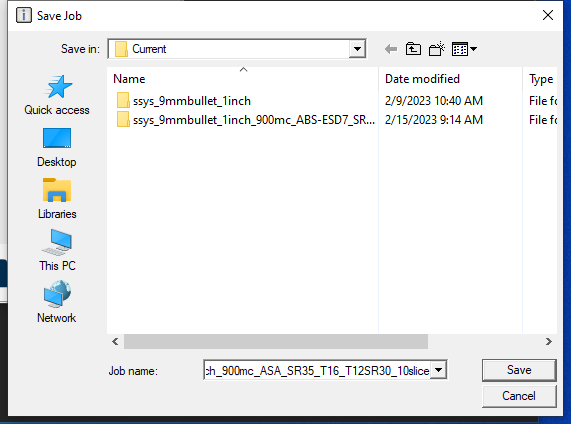 Save Job
Save in: Current
Name Date modified Type
ssys_9mmbullet_1inch 2/9/2023 10:40 AM File fo
ssys_9mmbullet_1inch_900mc_ABS-ESD7_SR... 2/15/2023 9:14 AM File fo
Quick access
Desktop
Libraries
This PC
Network
Job name: ch_900mc_ASA_SR35_T16_T12SR30_10slice
Save
Cancel